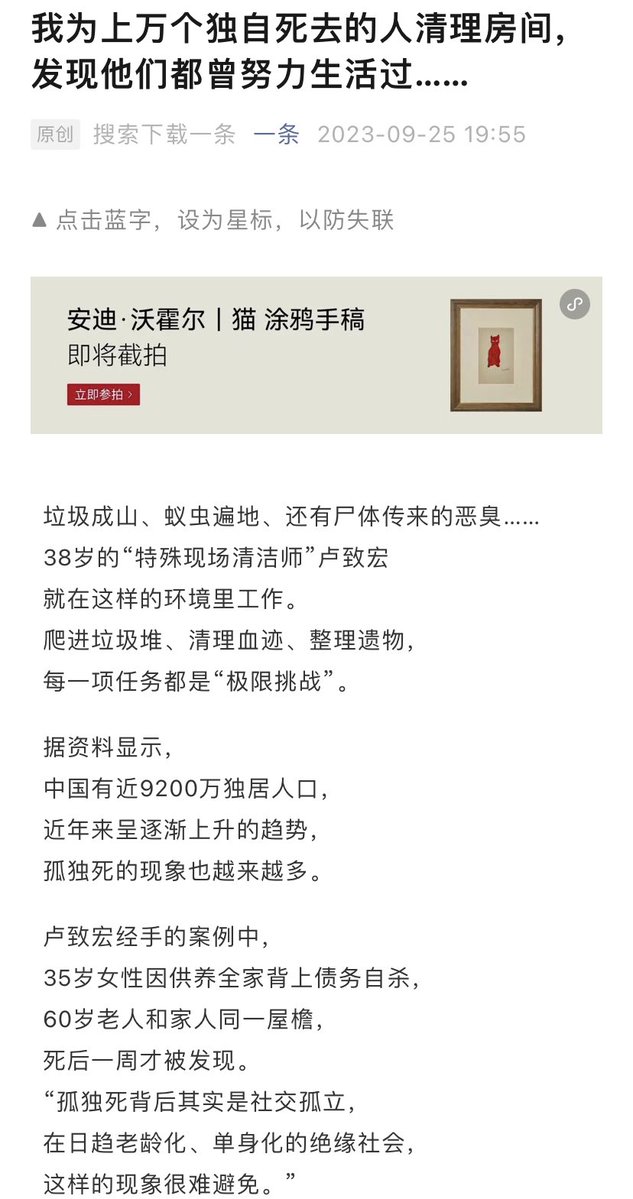 我为上万个独自死去的人清理房间，
发现他们都曾努力生活过……
原创 搜索下载一条 一条 2023-09-25 19:55
▲ 点击蓝字，设为星标，以防失联
安迪·沃霍尔丨猫 涂鸦手稿
即将截拍
立即参拍 >
垃圾成山、蚁虫遍地、还有尸体传来的恶臭……
38岁的“特殊现场清洁师”卢致宏
就在这样的环境里工作。
爬进垃圾堆、清理血迹、整理遗物，
每一项任务都是“极限挑战”。
据资料显示，
中国有近9200万独居人口，
近年来呈逐渐上升的趋势，
孤独死的现象也越来越多。
卢致宏经手的案例中，
35岁女性因供养全家背上债务自杀，
60岁老人和家人同一屋檐，
死后一周才被发现。
“孤独死背后其实是社交孤立，
在日趋老龄化、单身化的绝缘社会，
这样的现象很难避免。”